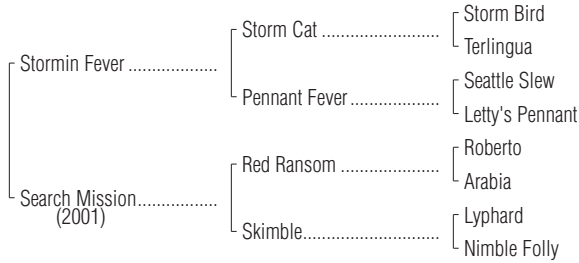 Storm Bird
Storm Cat ........................
Terlingua
Stormin Fever ..................
Seattle Slew
Pennant Fever ..................
Letty's Pennant
Roberto
Red Ransom ....................
Arabia
Search Mission................
(2001)
Lyphard
Skimble............................
Nimble Folly